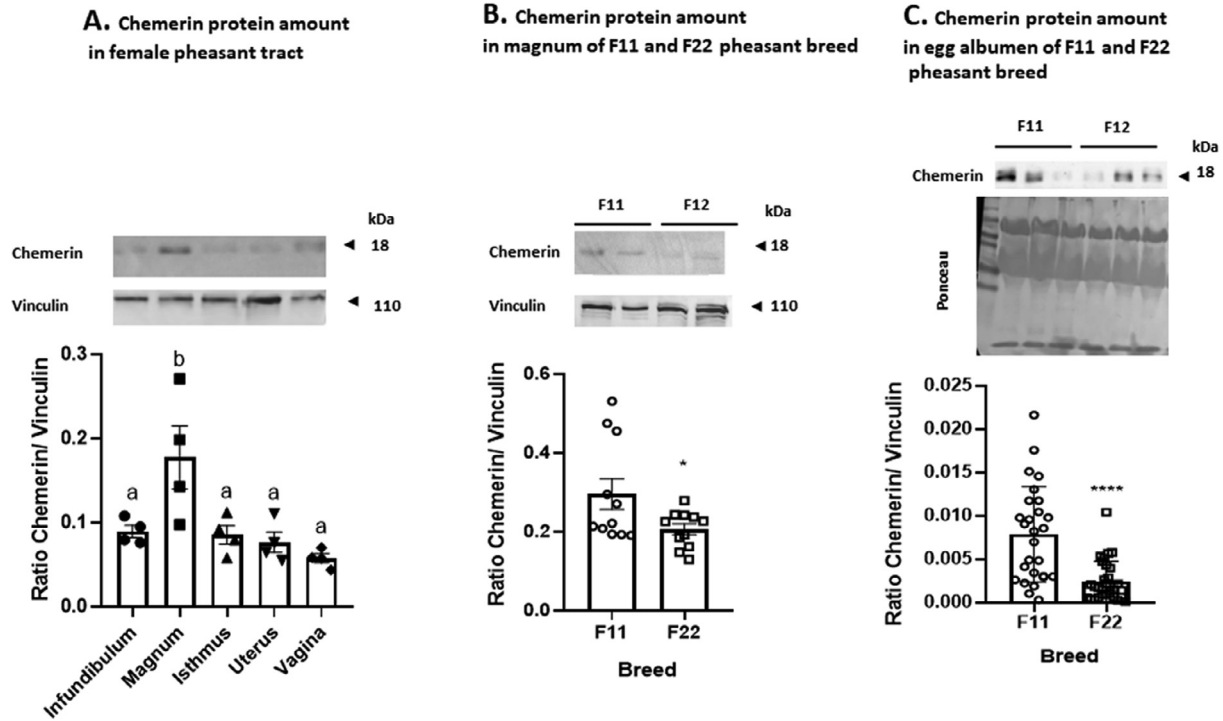 A. Chemerin protein amount
in female pheasant tract
kDa
Chemerin
18
Vinculin
110
Ratio Chemerin/ Vinculin
0.3
0.2
0.1
0.0
a
b
a
a
a
Infundibulum
Magnum
Isthmus
Uterus
Vagina
B. Chemerin protein amount
in magnum of F11 and F22 pheasant breed
F11
F12
kDa
Chemerin
18
Vinculin
110
Ratio Chemerin/ Vinculin
0.6
0.4
0.2
0.0
*
F11
F22
Breed
C. Chemerin protein amount
in egg albumen of F11 and F22
pheasant breed
F11
F12
kDa
Chemerin
18
Ponceau
Ratio Chemerin/ Vinculin
0.025
0.020
0.015
0.010
0.005
0.000
****
F11
F22
Breed